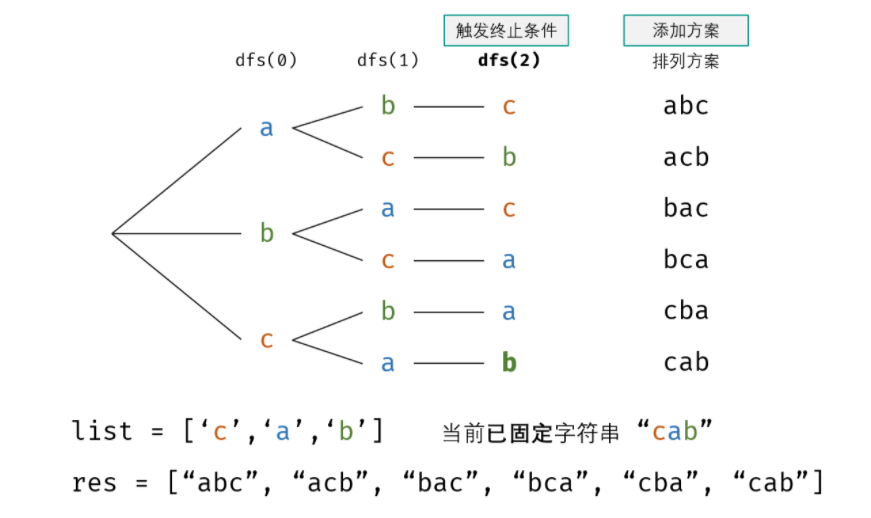 触发终止条件 添加方案
dfs(0) dfs(1) dfs(2) 排列方案
b c abc
a
c b acb
a c bac
b
c a bca
b a cba
c
a b cab
list = [‘c’,‘a’,‘b’] 当前已固定字符串 “cab”
res = [“abc”, “acb”, “bac”, “bca”, “cba”, “cab”]